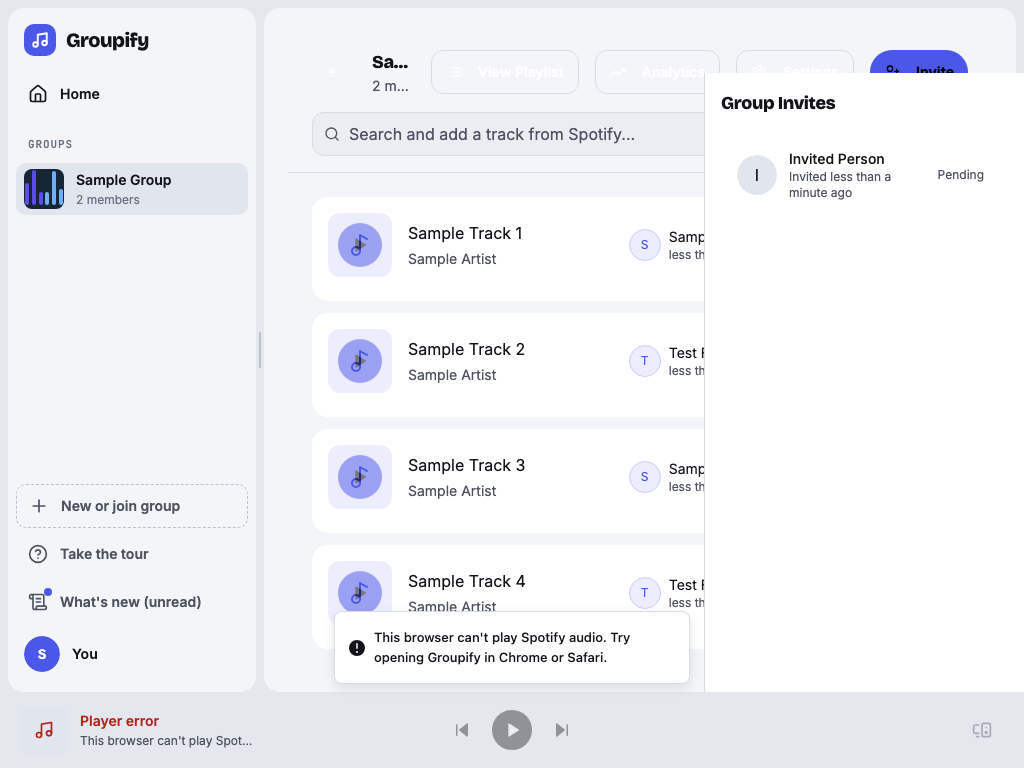 Groupify
Home
GROUPS
Sample Group
2 members
New or join group
Take the tour
What's new (unread)
S
You
Sa...
2 m...
View Playlist
Analytics
Settings
Invite
Search and add a track from Spotify...
Sample Track 1
Sample Artist
S
Samp
less th
Sample Track 2
Sample Artist
T
Test F
less th
Sample Track 3
Sample Artist
S
Samp
less th
Sample Track 4
Sample Artist
T
Test F
less th
Group Invites
I
Invited Person
Invited less than a
minute ago
Pending
This browser can't play Spotify audio. Try
opening Groupify in Chrome or Safari.
Player error
This browser can't play Spot...